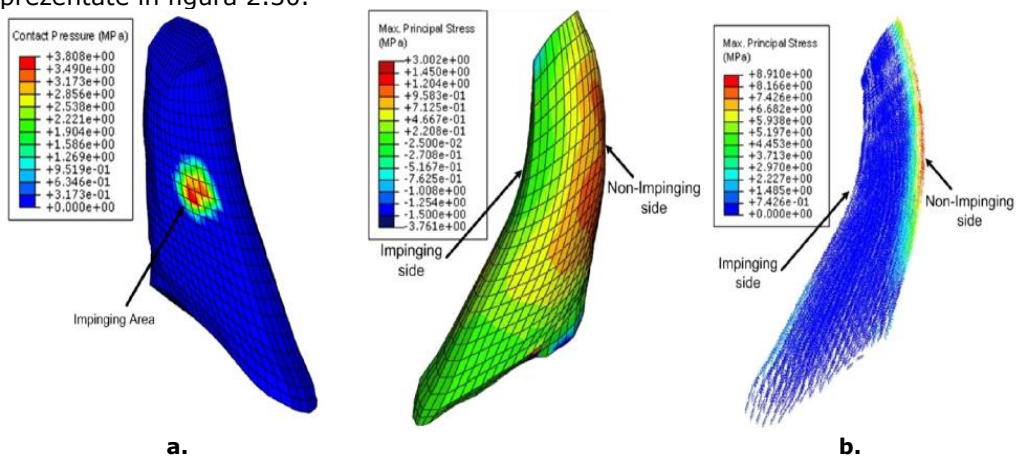 prezentate în figura 2.30.
Contact Pressure (MPa)
+3.808e+00
+3.490e+00
+3.173e+00
+2.856e+00
+2.538e+00
+2.221e+00
+1.904e+00
+1.586e+00
+1.269e+00
+9.519e-01
+6.346e-01
+3.173e-01
+0.000e+00
Impinging Area
Max. Principal Stress
(MPa)
+3.002e+00
+1.450e+00
+1.204e+00
+9.583e-01
+7.125e-01
+4.667e-01
+2.208e-01
-2.500e-02
-2.708e-01
-5.167e-01
-7.625e-01
-1.008e+00
-1.254e+00
-1.500e+00
-3.761e+00
Impinging
side
Non-Impinging
side
Max. Principal Stress
(MPa)
+8.910e+00
+8.166e+00
+7.426e+00
+6.682e+00
+5.938e+00
+5.197e+00
+4.453e+00
+3.713e+00
+2.970e+00
+2.227e+00
+1.485e+00
+7.426e-01
+0.000e+00
Impinging
side
Non-Impinging
side
a.
b.